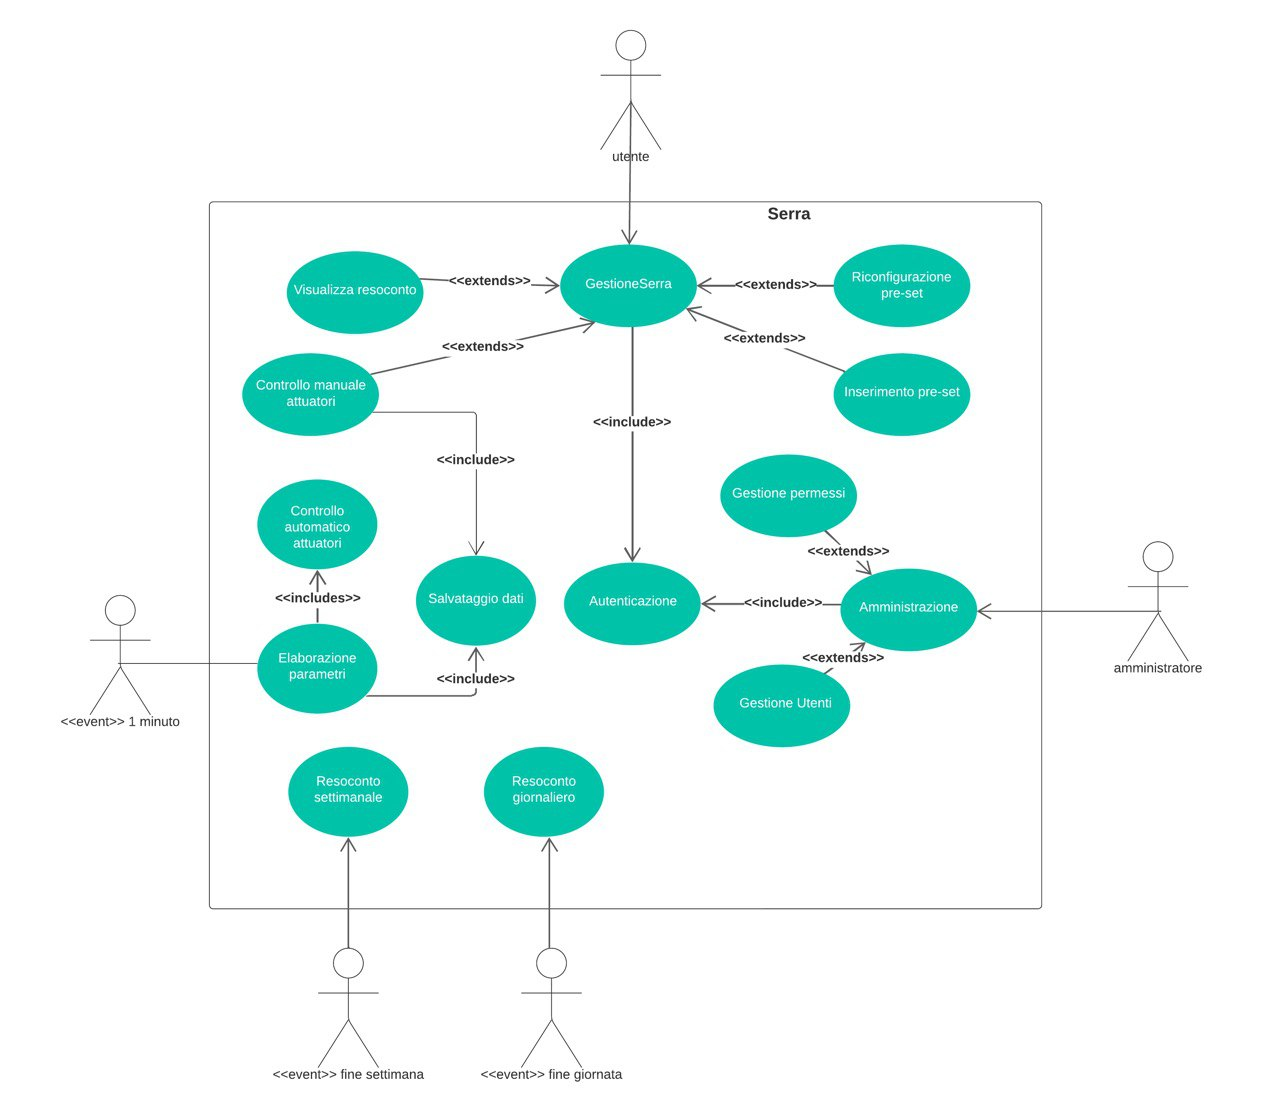 utente
Serra
Visualizza resoconto
<<extends>>
GestioneSerra
<<extends>>
Riconfigurazione
pre-set
<<extends>>
<<extends>>
Controllo manuale
attuatori
Inserimento pre-set
<<include>>
<<include>>
Gestione permessi
Controllo
automatico
attuatori
<<extends>>
<<includes>>
Salvataggio dati
Autenticazione
<<include>>
Amministrazione
Elaborazione
parametri
<<extends>>
amministratore
<<include>>
Gestione Utenti
<<event>> 1 minuto
Resoconto
settimanale
Resoconto
giornaliero
<<event>> fine settimana
<<event>> fine giornata